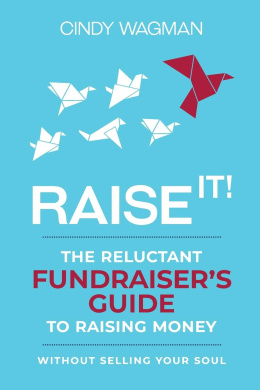 CINDY WAGMAN
RAISE IT!
THE RELUCTANT
FUNDRAISER'S
GUIDE
TO RAISING MONEY
WITHOUT SELLING YOUR SOUL